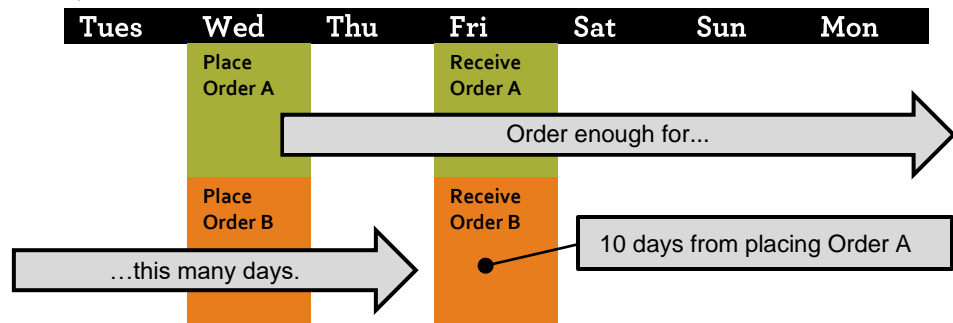 Tues Wed Thu Fri Sat Sun Mon
Place
Order A
Receive
Order A
Order enough for...
Place
Order B
Receive
Order B
10 days from placing Order A
…this many days.